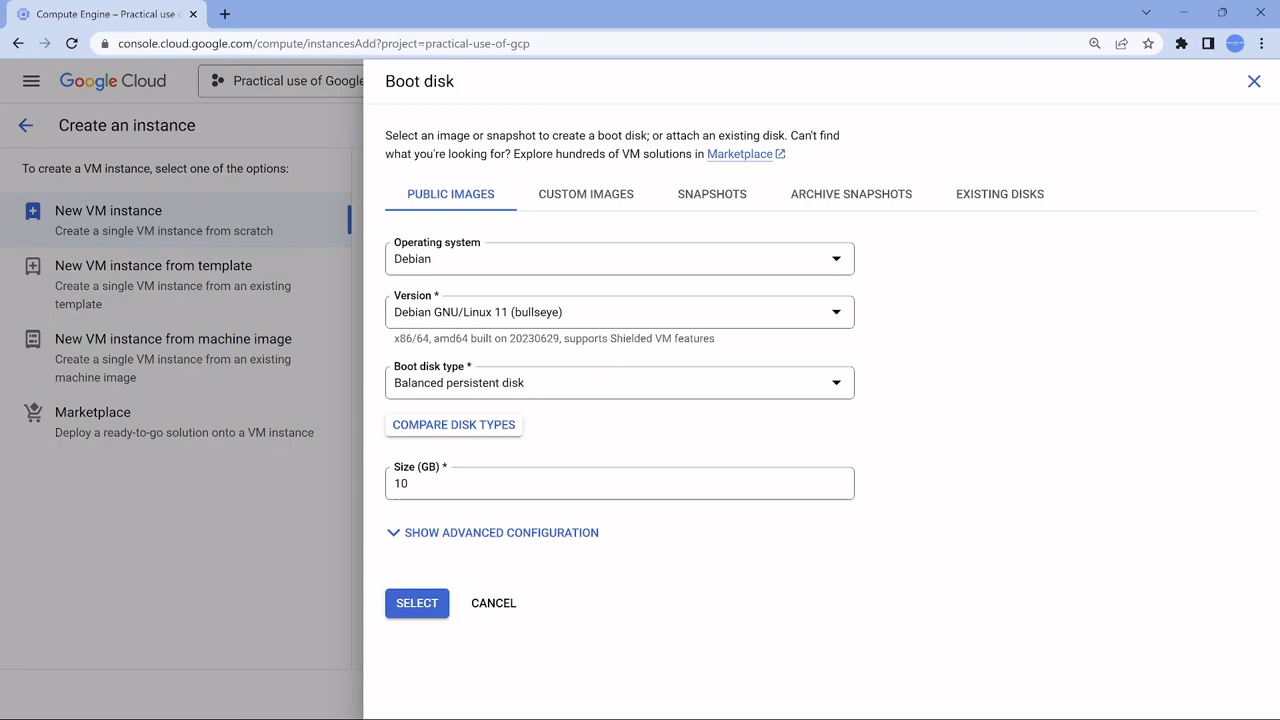 Compute Engine – Practical use
console.cloud.google.com/compute/instancesAdd?project=practical-use-of-gcp
Google Cloud
Practical use of Google
Create an instance
To create a VM instance, select one of the options:
New VM instance
Create a single VM instance from scratch
New VM instance from template
Create a single VM instance from an existing
template
New VM instance from machine image
Create a single VM instance from an existing
machine image
Marketplace
Deploy a ready-to-go solution onto a VM instance
Boot disk
Select an image or snapshot to create a boot disk; or attach an existing disk. Can't find
what you're looking for? Explore hundreds of VM solutions in Marketplace
PUBLIC IMAGES
CUSTOM IMAGES
SNAPSHOTS
ARCHIVE SNAPSHOTS
EXISTING DISKS
Operating system
Debian
Version *
Debian GNU/Linux 11 (bullseye)
x86/64, amd64 built on 20230629, supports Shielded VM features
Boot disk type *
Balanced persistent disk
COMPARE DISK TYPES
Size (GB) *
10
SHOW ADVANCED CONFIGURATION
SELECT
CANCEL